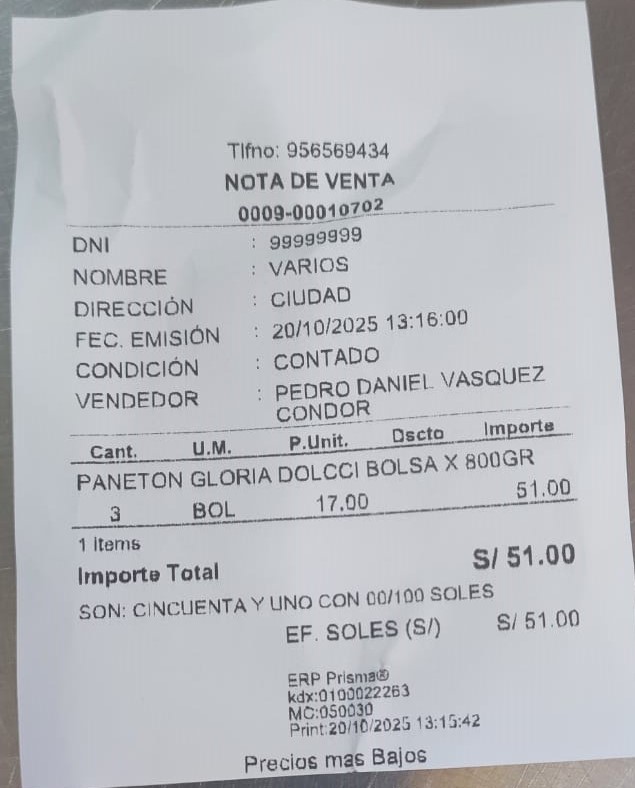 Tlfno: 956569434
NOTA DE VENTA
0009-00010702
DNI : 99999999
NOMBRE : VARIOS
DIRECCIÓN : CIUDAD
FEC. EMISIÓN : 20/10/2025 13:16:00
CONDICIÓN : CONTADO
VENDEDOR : PEDRO DANIEL VASQUEZ
CONDOR
Cant. U.M. P.Unit. Dscto Importe
PANETON GLORIA DOLCCI BOLSA X 800GR
3 BOL 17.00 51.00
1 Items
Importe Total S/ 51.00
SON: CINCUENTA Y UNO CON 00/100 SOLES
EF. SOLES (S/) S/ 51.00
ERP Prisma®
kdx:0100022263
MC:050030
Print:20/10/2025 13:15:42
Precios mas Bajos